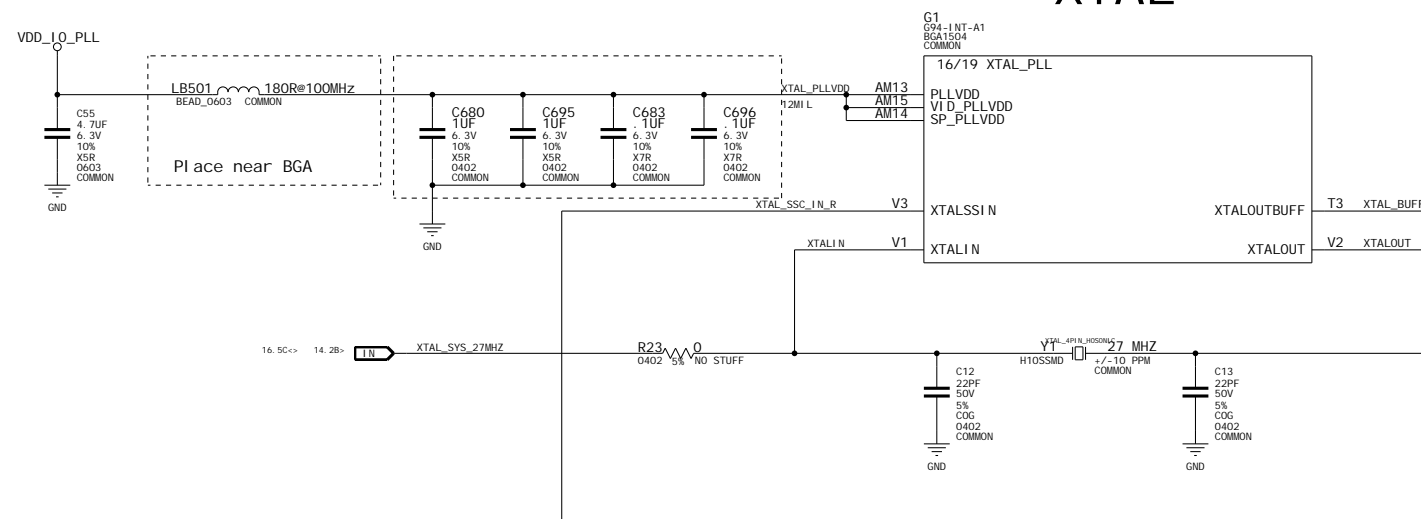 XTAL
VDD_IO_PLL
C55
4.7UF
6.3V
10%
X5R
0603
COMMON
GND
LB501
180R@100MHz
BEAD_0603
COMMON
Place near BGA
C680
1UF
6.3V
10%
X5R
0402
COMMON
C695
1UF
6.3V
10%
X5R
0402
COMMON
C683
.1UF
6.3V
10%
X7R
0402
COMMON
C696
.1UF
6.3V
10%
X7R
0402
COMMON
GND
XTAL_PLLVDD
12MIL
G1
G94-INT-A1
BGA1504
COMMON
16/19 XTAL_PLL
AM13
PLLVDD
AM15
VID_PLLVDD
AM14
SP_PLLVDD
XTAL_SSC_IN_R
V3
XTALSSIN
XTALOUTBUFF
T3
XTAL_BUFF
XTALIN
V1
XTALIN
XTALOUT
V2
XTALOUT
16.5C<>
14.2B>
IN
XTAL_SYS_27MHZ
R23
0
0402
5%
NO STUFF
XTAL_4PIN_HOSONIC
Y1
27 MHZ
H10SSMD
+/-10 PPM
COMMON
C12
22PF
50V
5%
COG
0402
COMMON
GND
C13
22PF
50V
5%
COG
0402
COMMON
GND